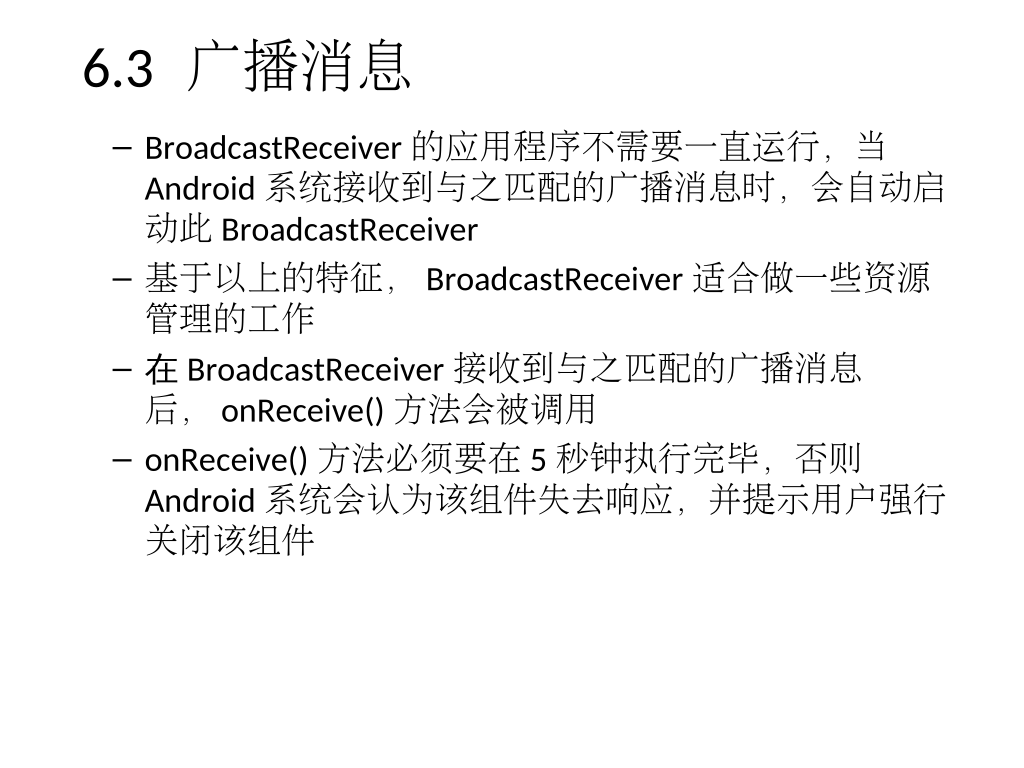 6.3 广播消息
– BroadcastReceiver 的应用程序不需要一直运行，当
Android 系统接收到与之匹配的广播消息时，会自动启
动此 BroadcastReceiver
– 基于以上的特征， BroadcastReceiver 适合做一些资源
管理的工作
– 在 BroadcastReceiver 接收到与之匹配的广播消息
后， onReceive() 方法会被调用
– onReceive() 方法必须要在 5 秒钟执行完毕，否则
Android 系统会认为该组件失去响应，并提示用户强行
关闭该组件